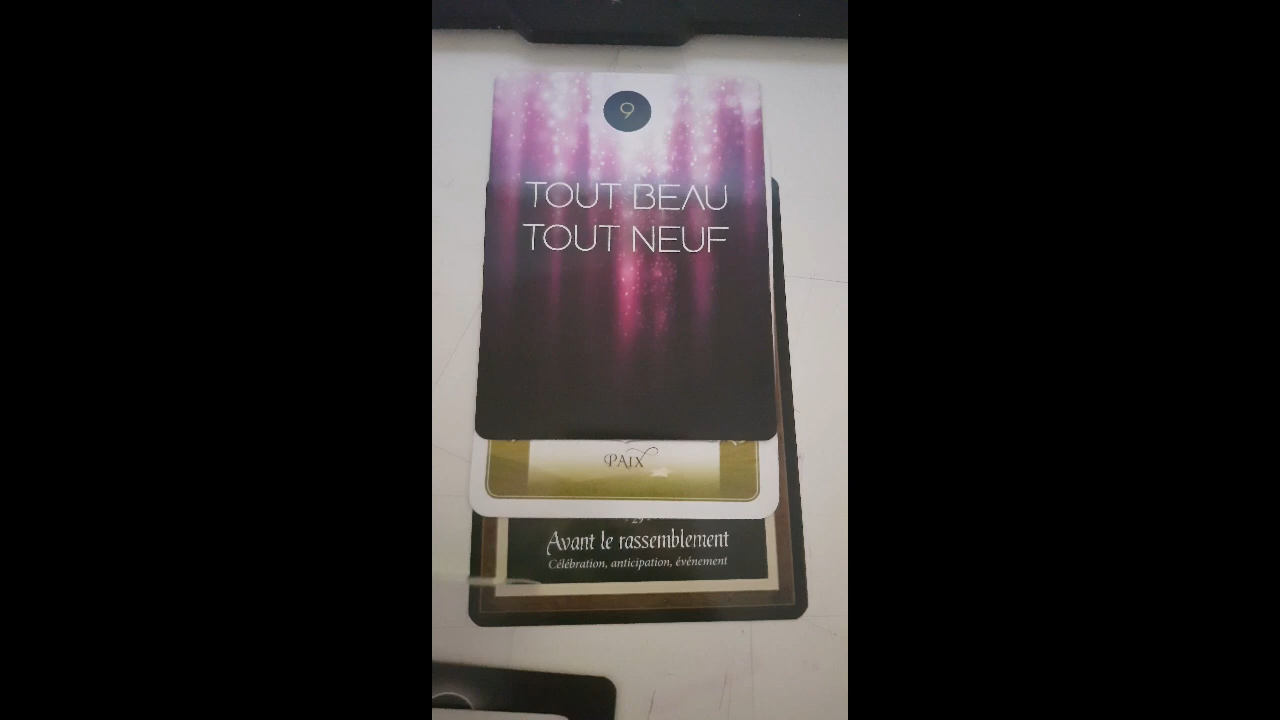 9
TOUT BEAU
TOUT NEUF
PAIX
Avant le rassemblement
Célébration, anticipation, événement